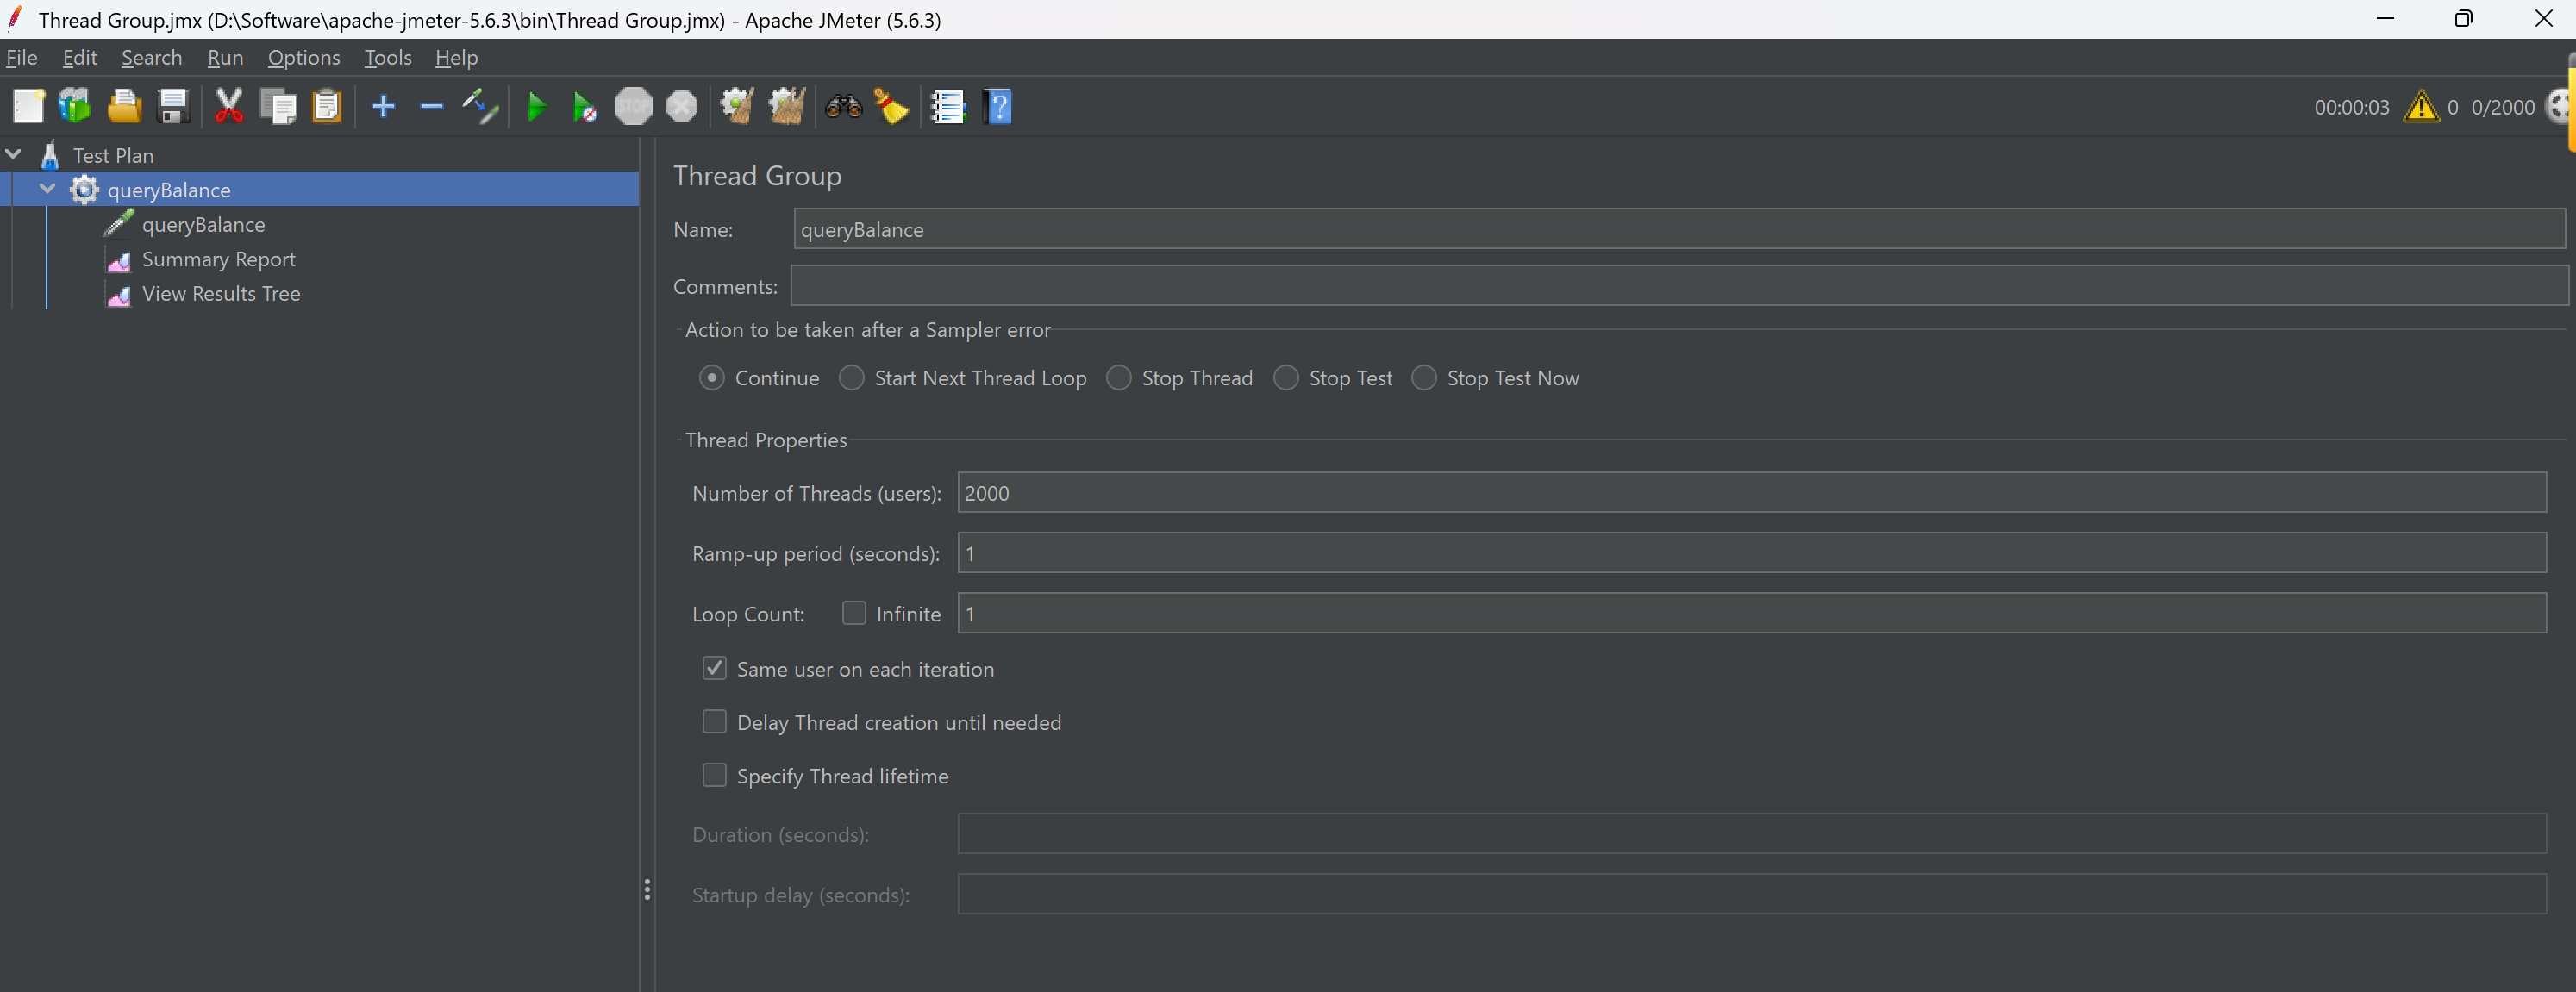 Thread Group.jmx (D:\Software\apache-jmeter-5.6.3\bin\Thread Group.jmx) - Apache JMeter (5.6.3)
File Edit Search Run Options Tools Help
STOP
00:00:03 0 0/2000
Test Plan
queryBalance
queryBalance
Summary Report
View Results Tree
Thread Group
Name: queryBalance
Comments:
Action to be taken after a Sampler error
Continue Start Next Thread Loop Stop Thread Stop Test Stop Test Now
Thread Properties
Number of Threads (users): 2000
Ramp-up period (seconds): 1
Loop Count: Infinite 1
Same user on each iteration
Delay Thread creation until needed
Specify Thread lifetime
Duration (seconds):
Startup delay (seconds):